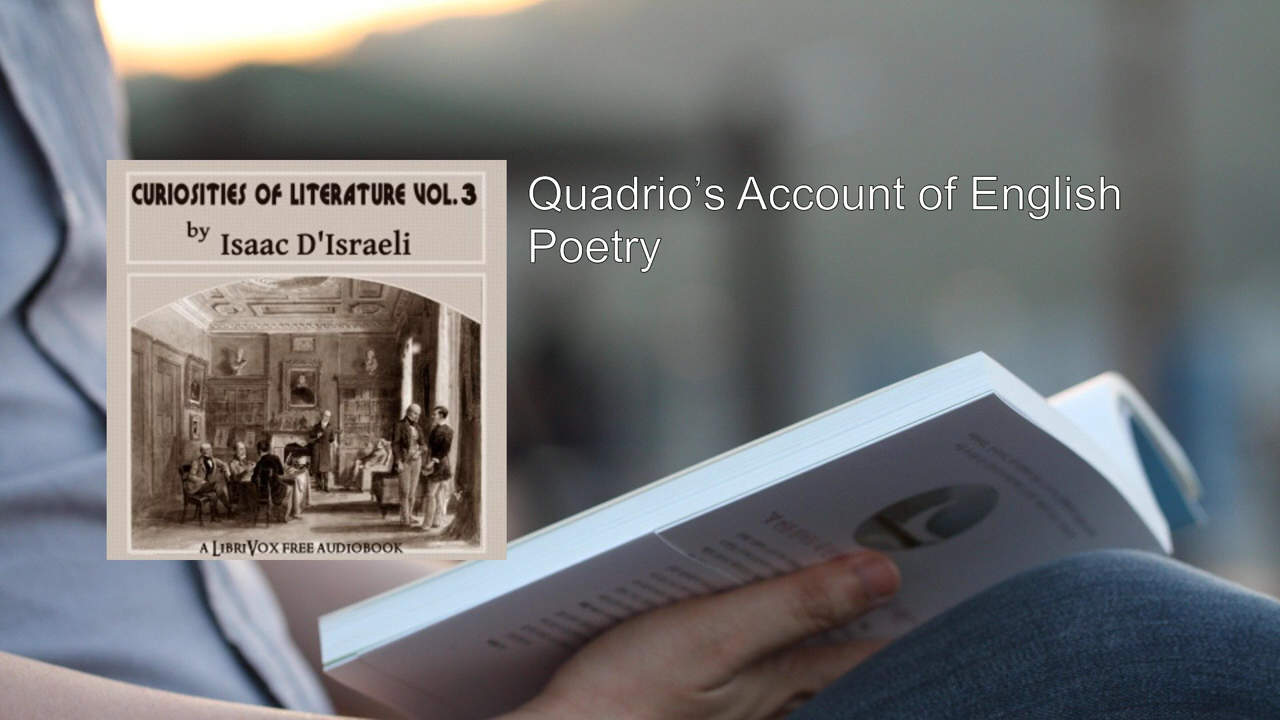 CURIOSITIES OF LITERATURE VOL.3
by
Isaac D'Israeli
A LIBRIVOX FREE AUDIOBOOK
Quadrio’s Account of English
Poetry